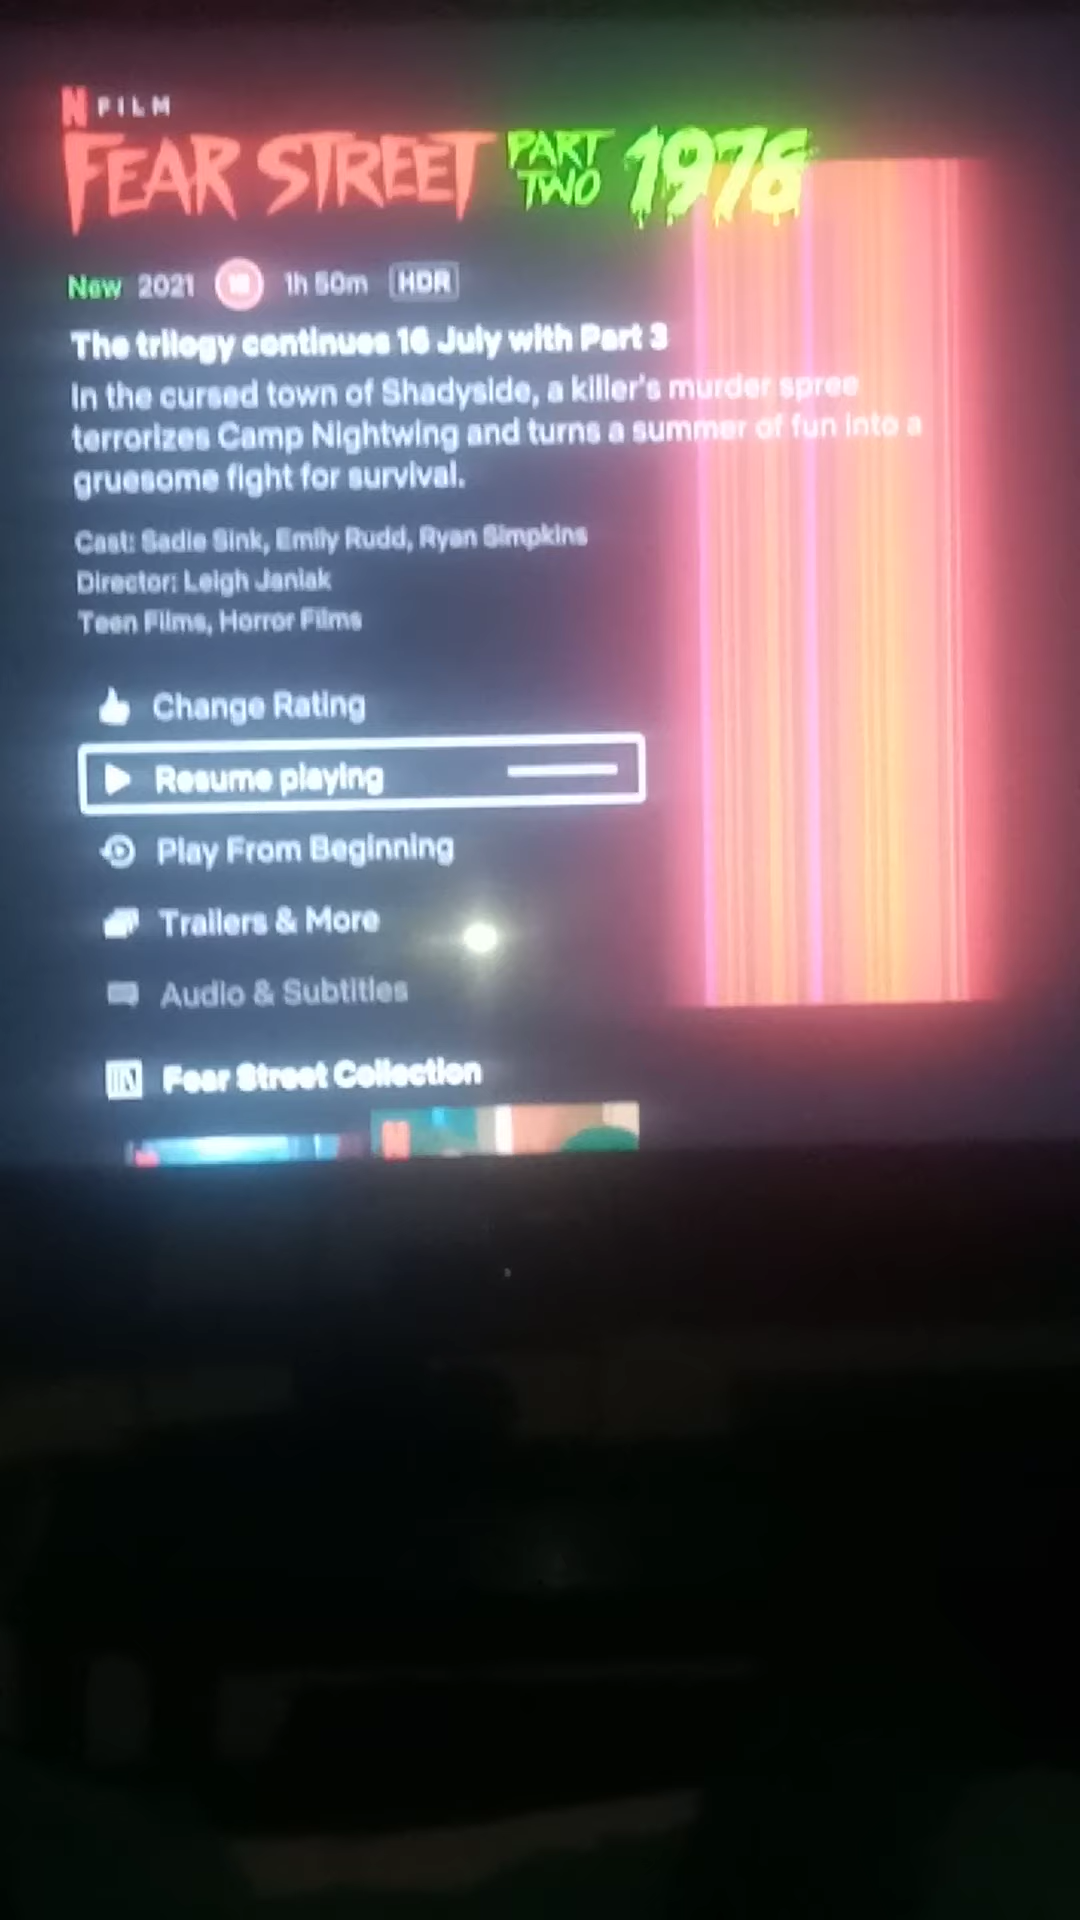 N FILM
FEAR STREET PART TWO 1978
New 2021 18 1h 50m HDR
The trilogy continues 16 July with Part 3
In the cursed town of Shadyside, a killer's murder spree
terrorizes Camp Nightwing and turns a summer of fun into a
gruesome fight for survival.
Cast: Sadie Sink, Emily Rudd, Ryan Simpkins
Director: Leigh Janiak
Teen Films, Horror Films
Change Rating
Resume playing
Play From Beginning
Trailers & More
Audio & Subtitles
Fear Street Collection
N